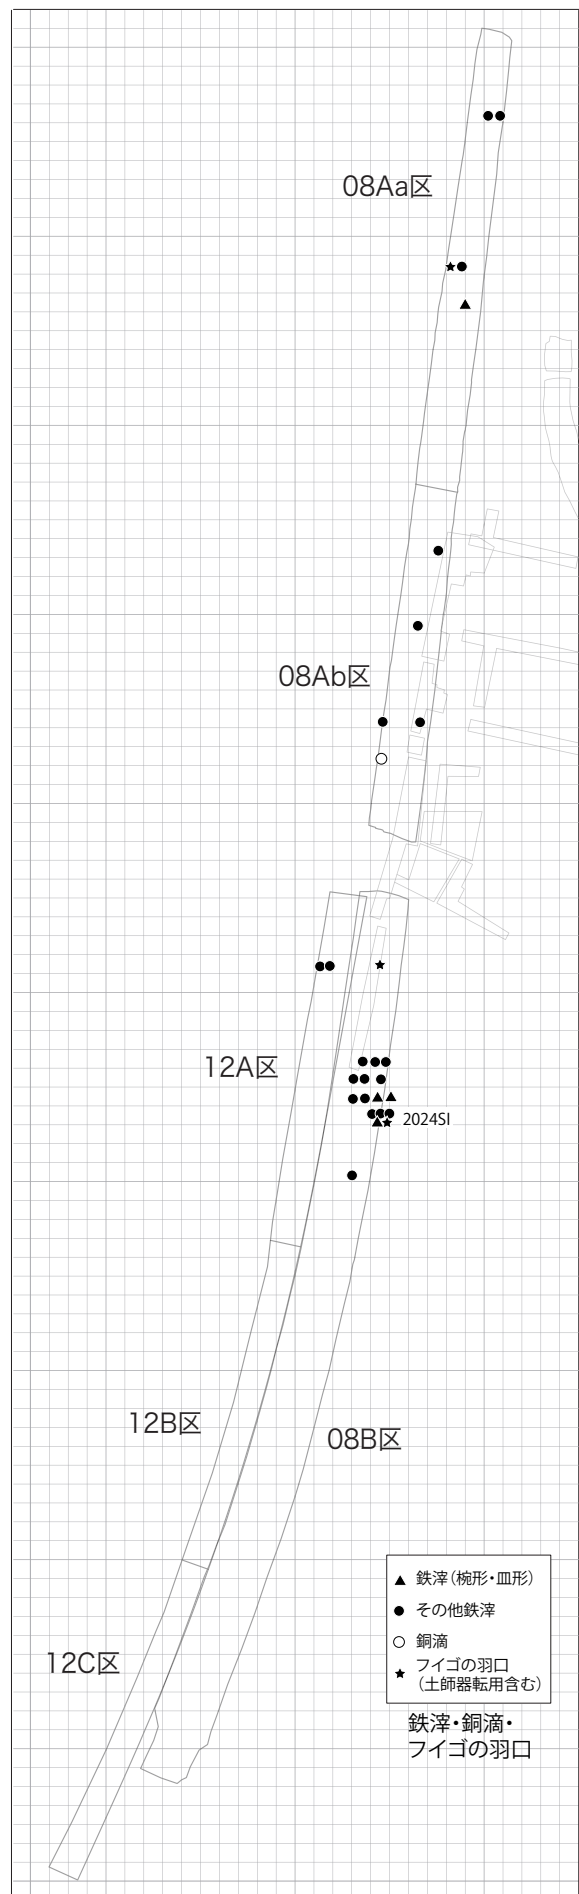 08Aa区
08Ab区
12A区
2024SI
12B区
08B区
12C区
鉄滓（椀形・皿形）
その他鉄滓
銅滴
フイゴの羽口
（土師器転用含む）
鉄滓・銅滴・
フイゴの羽口